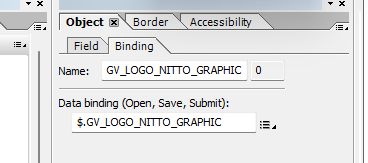 Object Border Accessibility
Field Binding
Name: GV_LOGO_NITTO_GRAPHIC 0
Data binding (Open, Save, Submit):
$.GV_LOGO_NITTO_GRAPHIC